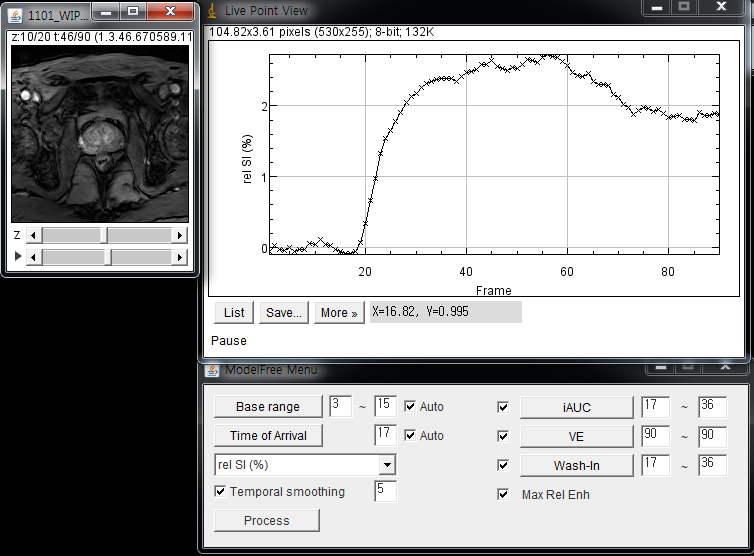 1101_WIP...
z:10/20 t:46/90 (1.3.46.670589.11
Z
Live Point View
104.82x3.61 pixels (530x255); 8-bit; 132K
rel SI (%)
2
1
0
20
40
60
80
Frame
List
Save...
More »
X=16.82, Y=0.995
Pause
ModelFree Menu
Base range
3
~
15
Auto
Time of Arrival
17
Auto
rel SI (%)
Temporal smoothing
5
Process
iAUC
17
~
36
VE
90
~
90
Wash-In
17
~
36
Max Rel Enh